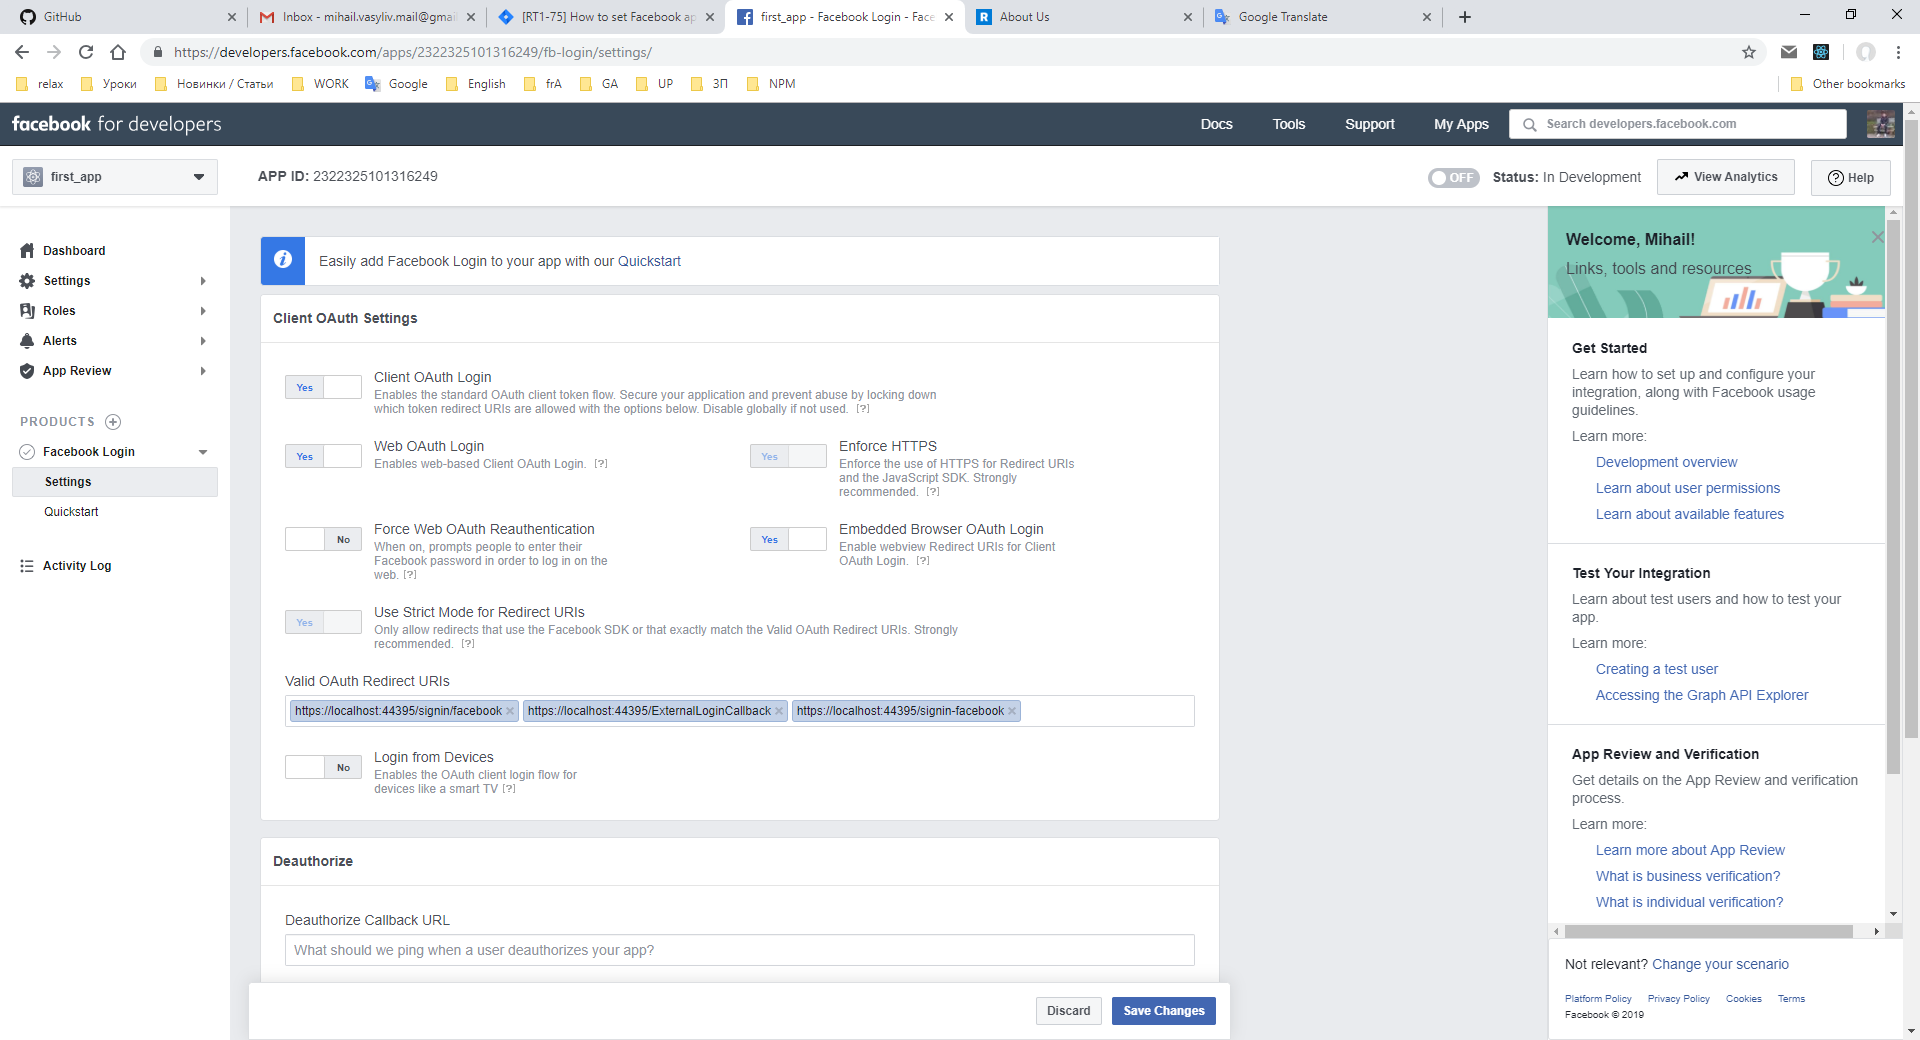 GitHub
Inbox - mihail.vasyliv.mail@gmai
[RT1-75] How to set Facebook ap
first_app - Facebook Login - Face
About Us
Google Translate
https://developers.facebook.com/apps/2322325101316249/fb-login/settings/
relax
Уроки
Новинки / Статьи
WORK
Google
English
frA
GA
UP
ЗП
NPM
Other bookmarks
facebook for developers
Docs
Tools
Support
My Apps
Search developers.facebook.com
first_app
APP ID: 2322325101316249
OFF
Status: In Development
View Analytics
Help
Dashboard
Settings
Roles
Alerts
App Review
PRODUCTS
Facebook Login
Settings
Quickstart
Activity Log
Easily add Facebook Login to your app with our Quickstart
Client OAuth Settings
Yes
Client OAuth Login
Enables the standard OAuth client token flow. Secure your application and prevent abuse by locking down
which token redirect URIs are allowed with the options below. Disable globally if not used. [?]
Yes
Web OAuth Login
Enables web-based Client OAuth Login. [?]
Yes
Enforce HTTPS
Enforce the use of HTTPS for Redirect URIs
and the JavaScript SDK. Strongly
recommended. [?]
No
Force Web OAuth Reauthentication
When on, prompts people to enter their
Facebook password in order to log in on the
web. [?]
Yes
Embedded Browser OAuth Login
Enable webview Redirect URIs for Client
OAuth Login. [?]
Yes
Use Strict Mode for Redirect URIs
Only allow redirects that use the Facebook SDK or that exactly match the Valid OAuth Redirect URIs. Strongly
recommended. [?]
Valid OAuth Redirect URIs
https://localhost:44395/signin/facebook
https://localhost:44395/ExternalLoginCallback
https://localhost:44395/signin-facebook
No
Login from Devices
Enables the OAuth client login flow for
devices like a smart TV [?]
Deauthorize
Deauthorize Callback URL
What should we ping when a user deauthorizes your app?
Discard
Save Changes
Welcome, Mihail!
Links, tools and resources
Get Started
Learn how to set up and configure your
integration, along with Facebook usage
guidelines.
Learn more:
Development overview
Learn about user permissions
Learn about available features
Test Your Integration
Learn about test users and how to test your
app.
Learn more:
Creating a test user
Accessing the Graph API Explorer
App Review and Verification
Get details on the App Review and verification
process.
Learn more:
Learn more about App Review
What is business verification?
What is individual verification?
Not relevant? Change your scenario
Platform Policy
Privacy Policy
Cookies
Terms
Facebook © 2019